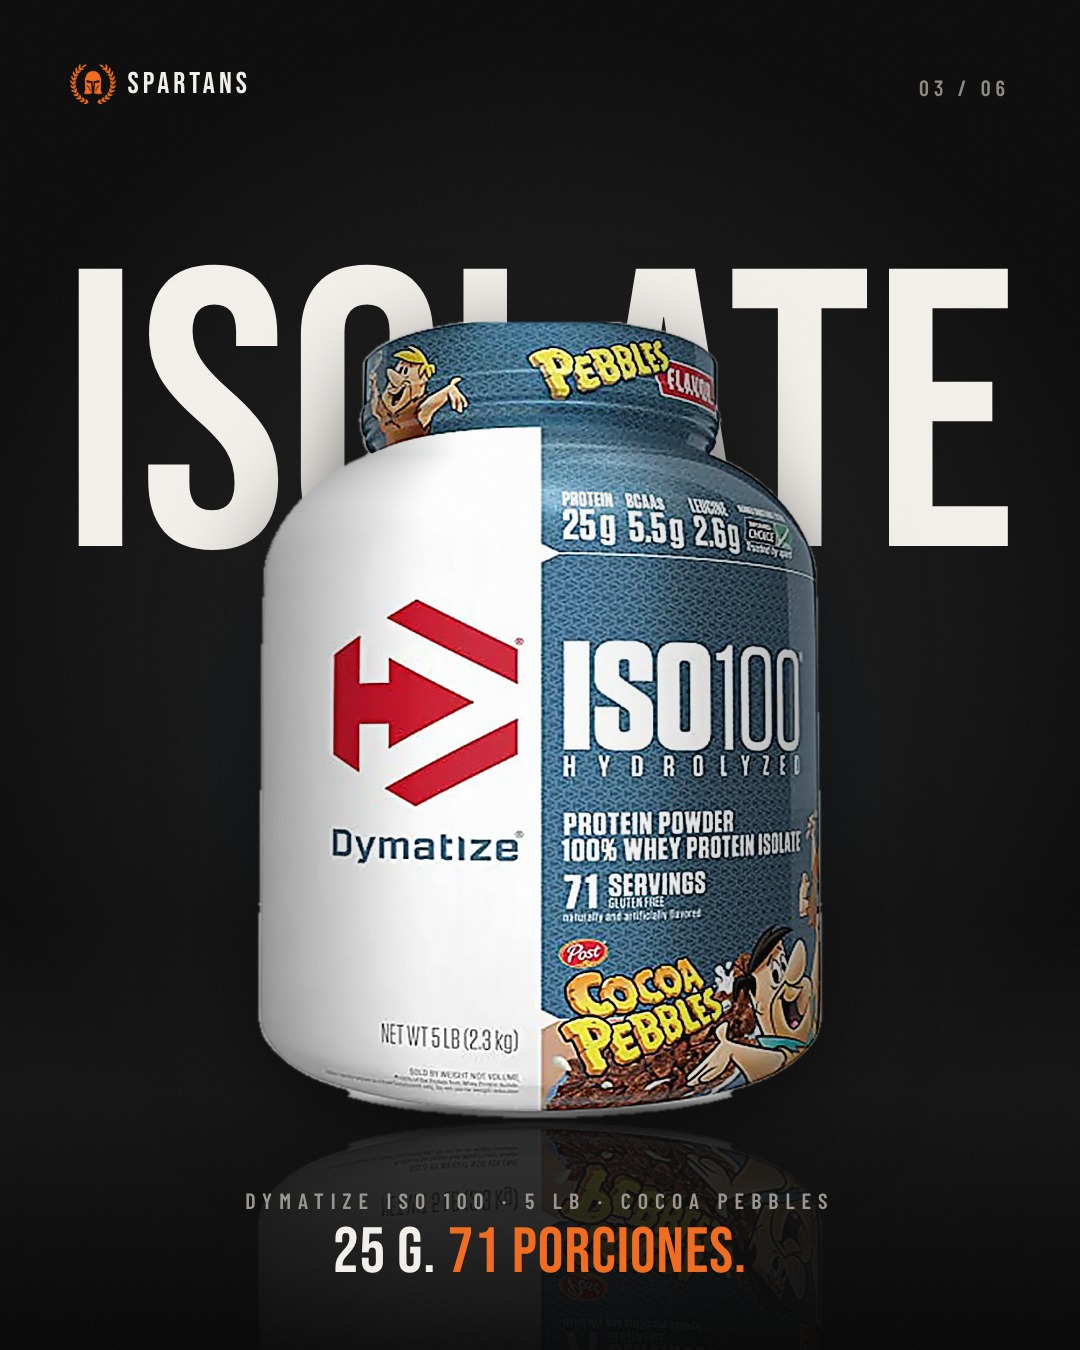 SPARTANS
03 / 06
ISOLATE
PEBBLES
FLAVOUR
PROTEIN BCAAs LEUCINE
25g 5.5g 2.6g
INFORMED
CHOICE
ISO100
HYDROLYZED
PROTEIN POWDER
100% WHEY PROTEIN ISOLATE
71 SERVINGS
GLUTEN FREE
naturally and artificially flavored
Dymatize®
Post
COCOA
PEBBLES
NET WT 5 LB (2.3 kg)
SOLD BY WEIGHT NOT VOLUME
DYMATIZE ISO 100 · 5 LB · COCOA PEBBLES
25 G. 71 PORCIONES.